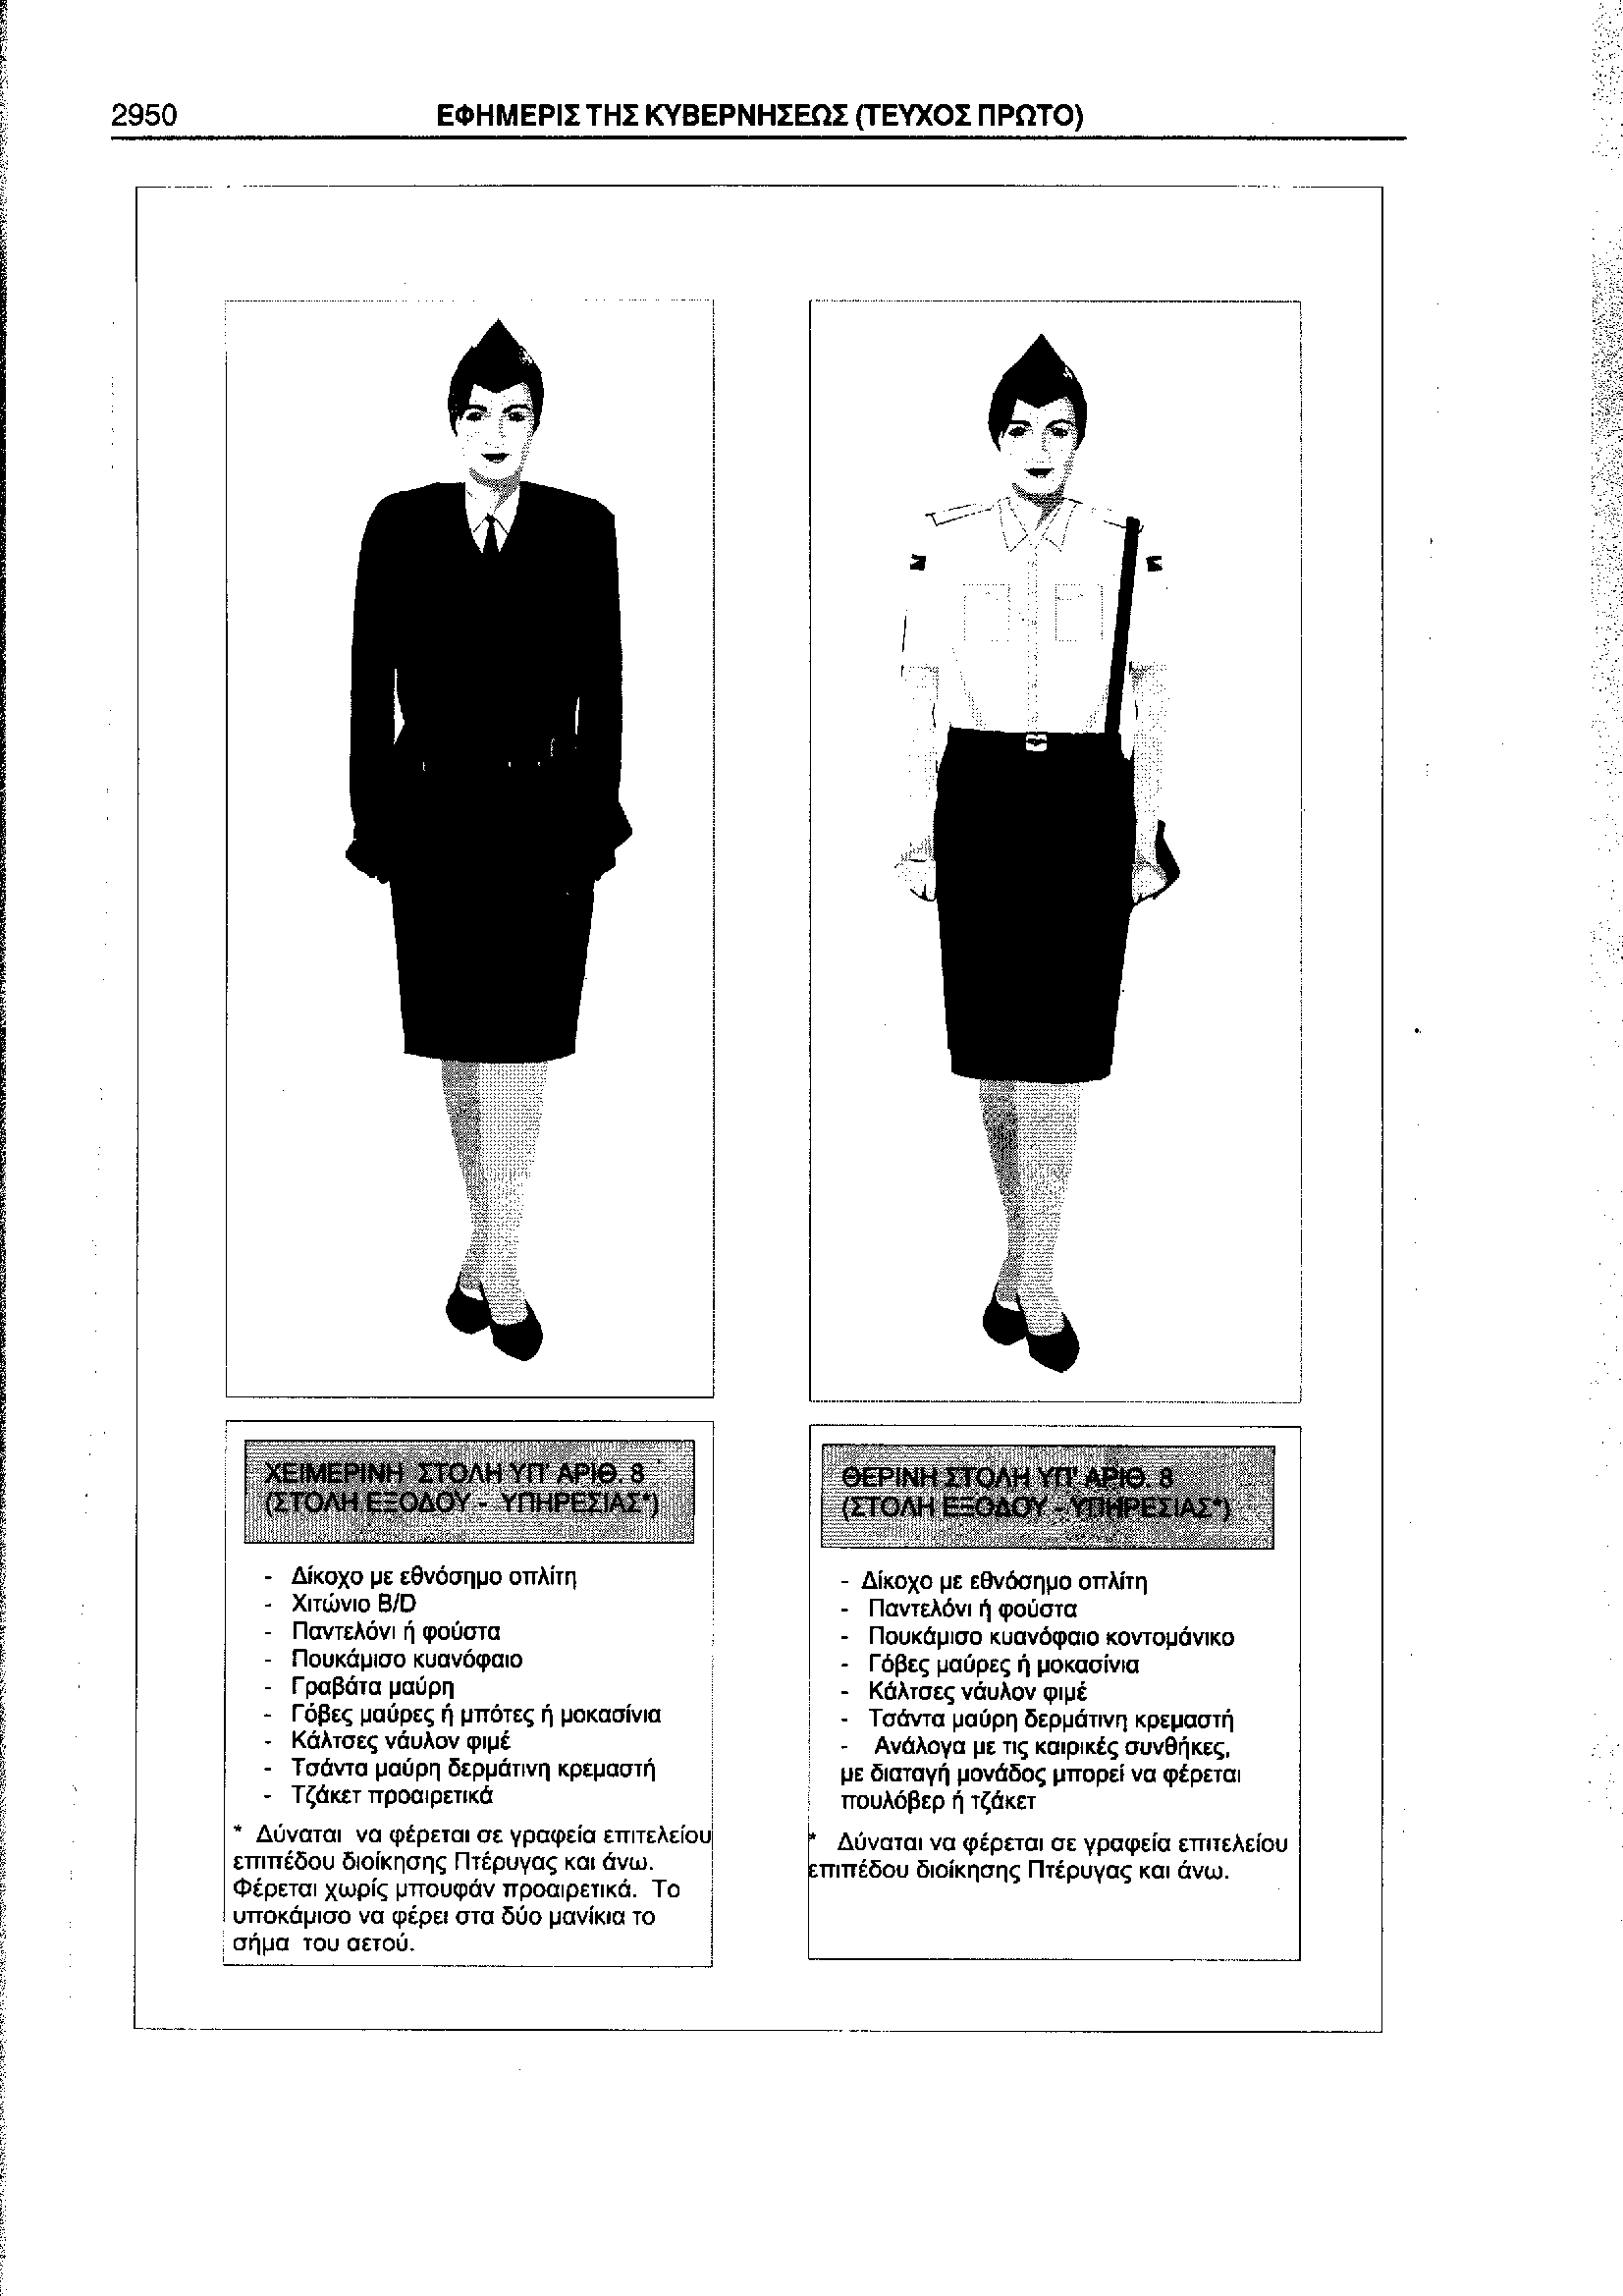 2950
ΕΦΗΜΕΡΙΣ ΤΗΣ ΚΥΒΕΡΝΗΣΕΩΣ (ΤΕΥΧΟΣ ΠΡΩΤΟ)
ΧΕΙΜΕΡΙΝΗ ΣΤΟΛΗ ΥΠ' ΑΡΙΘ. 8
(ΣΤΟΛΗ ΕΞΟΔΟΥ - ΥΠΗΡΕΣΙΑΣ*)
- Δίκοχο με εθνόσημο οπλίτη
- Χιτώνιο B/D
- Παντελόνι ή φούστα
- Πουκάμισο κυανόφαιο
- Γραβάτα μαύρη
- Γόβες μαύρες ή μπότες ή μοκασίνια
- Κάλτσες νάυλον φιμέ
- Τσάντα μαύρη δερμάτινη κρεμαστή
- Τζάκετ προαιρετικά
* Δύναται να φέρεται σε γραφεία επιτελείου
επιπέδου διοίκησης Πτέρυγας και άνω.
Φέρεται χωρίς μπουφάν προαιρετικά. Το
υποκάμισο να φέρει στα δύο μανίκια το
σήμα του αετού.
ΘΕΡΙΝΗ ΣΤΟΛΗ ΥΠ' ΑΡΙΘ. 8
(ΣΤΟΛΗ ΕΞΟΔΟΥ - ΥΠΗΡΕΣΙΑΣ*)
- Δίκοχο με εθνόσημο οπλίτη
- Παντελόνι ή φούστα
- Πουκάμισο κυανόφαιο κοντομάνικο
- Γόβες μαύρες ή μοκασίνια
- Κάλτσες νάυλον φιμέ
- Τσάντα μαύρη δερμάτινη κρεμαστή
- Ανάλογα με τις καιρικές συνθήκες,
με διαταγή μονάδος μπορεί να φέρεται
πουλόβερ ή τζάκετ
* Δύναται να φέρεται σε γραφεία επιτελείου
επιπέδου διοίκησης Πτέρυγας και άνω.